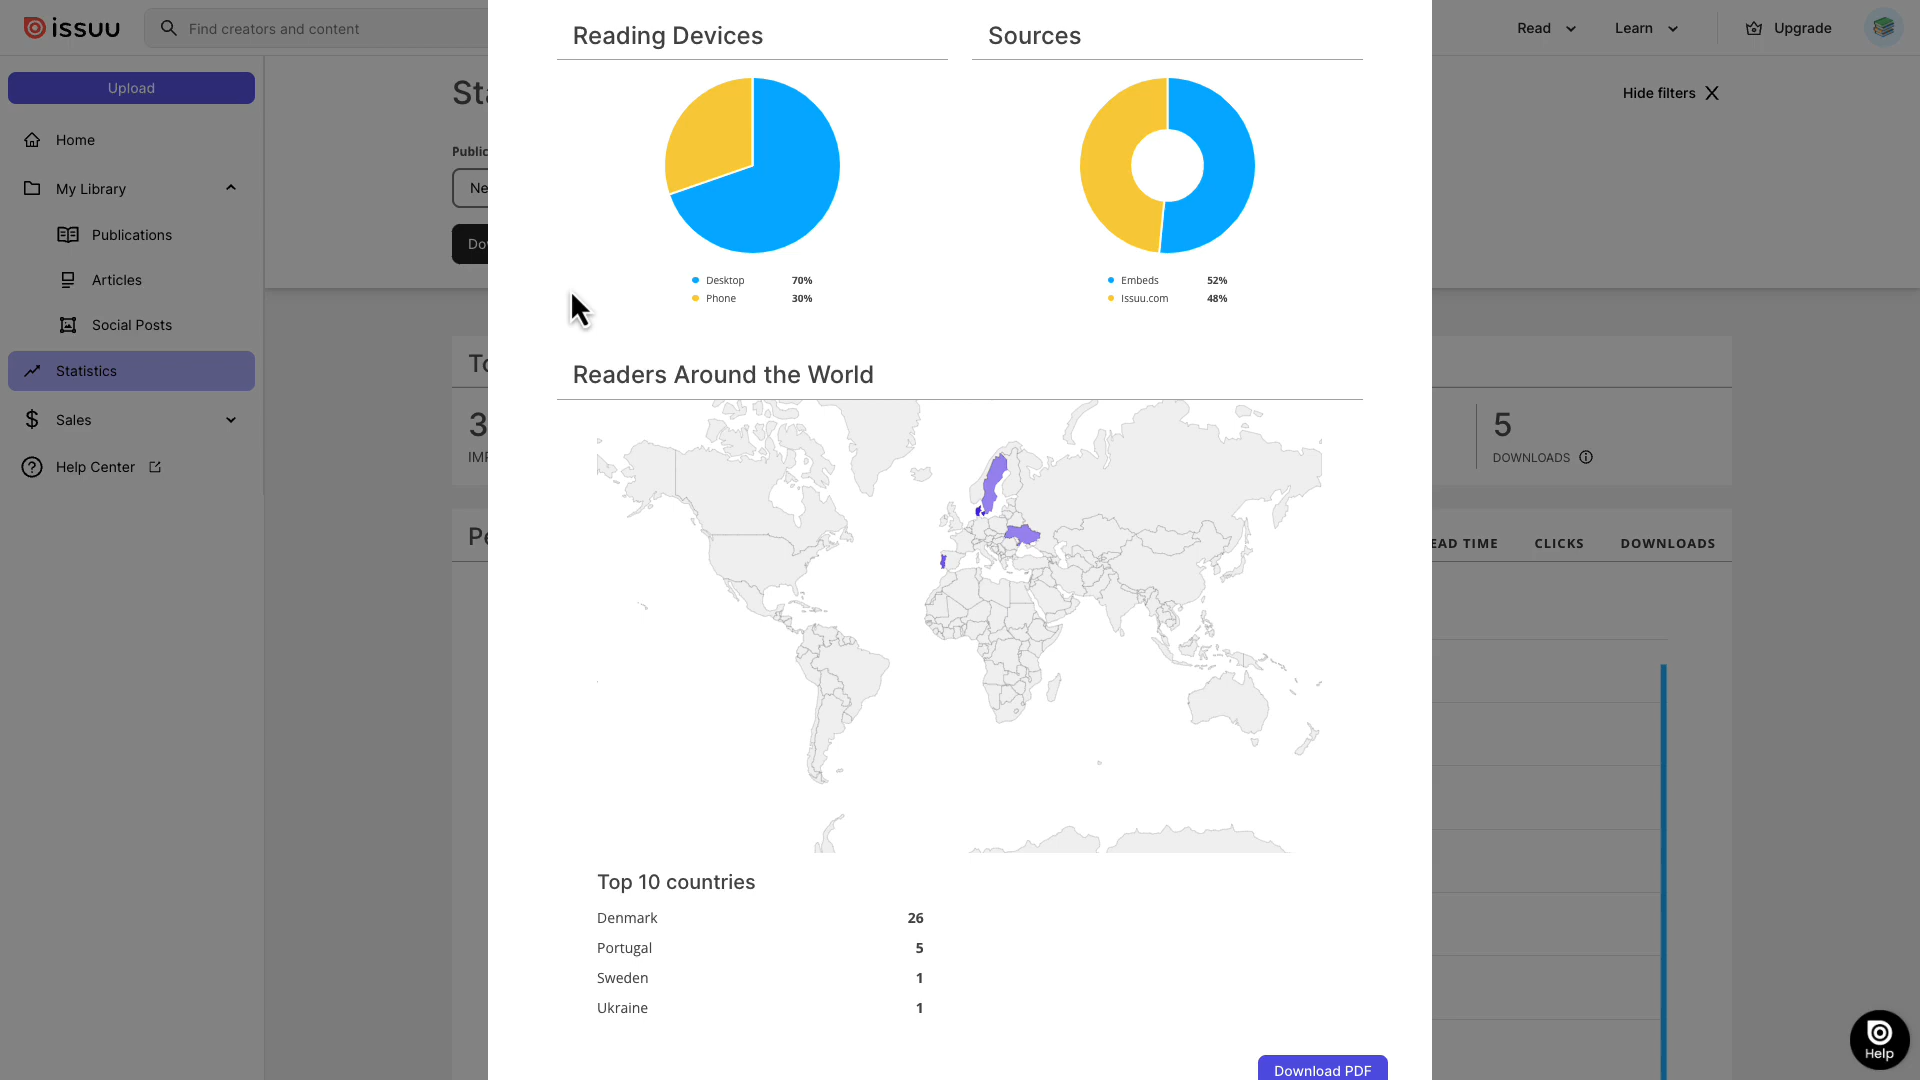 issuu
Find creators and content
Read
Learn
Upgrade
Upload
Home
My Library
Publications
Articles
Social Posts
Statistics
Sales
Help Center
Hide filters
Reading Devices
Desktop 70%
Phone 30%
Sources
Embeds 52%
Issuu.com 48%
Readers Around the World
5
DOWNLOADS
CLICKS DOWNLOADS
Top 10 countries
Denmark 26
Portugal 5
Sweden 1
Ukraine 1
Download PDF
Help